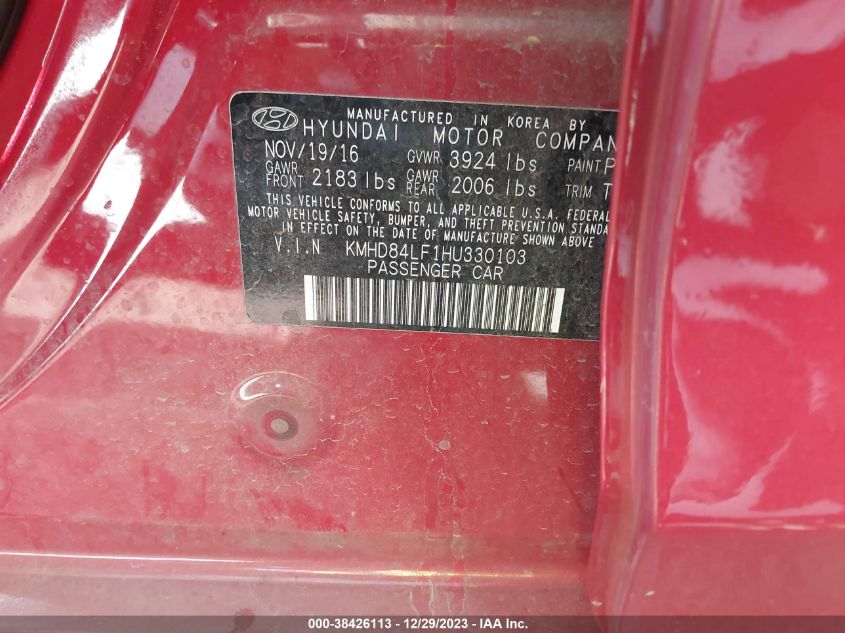 MANUFACTURED IN KOREA BY
HYUNDAI MOTOR COMPAN
NOV/19/16 GVWR 3924 lbs PAINT P
GAWR FRONT 2183 lbs GAWR REAR 2006 lbs TRIM T
THIS VEHICLE CONFORMS TO ALL APPLICABLE U.S.A. FEDERAL
MOTOR VEHICLE SAFETY, BUMPER, AND THEFT PREVENTION STANDARD
IN EFFECT ON THE DATE OF MANUFACTURE SHOWN ABOVE
V.I.N KMHD84LF1HU330103
PASSENGER CAR
000-38426113 - 12/29/2023 - IAA Inc.